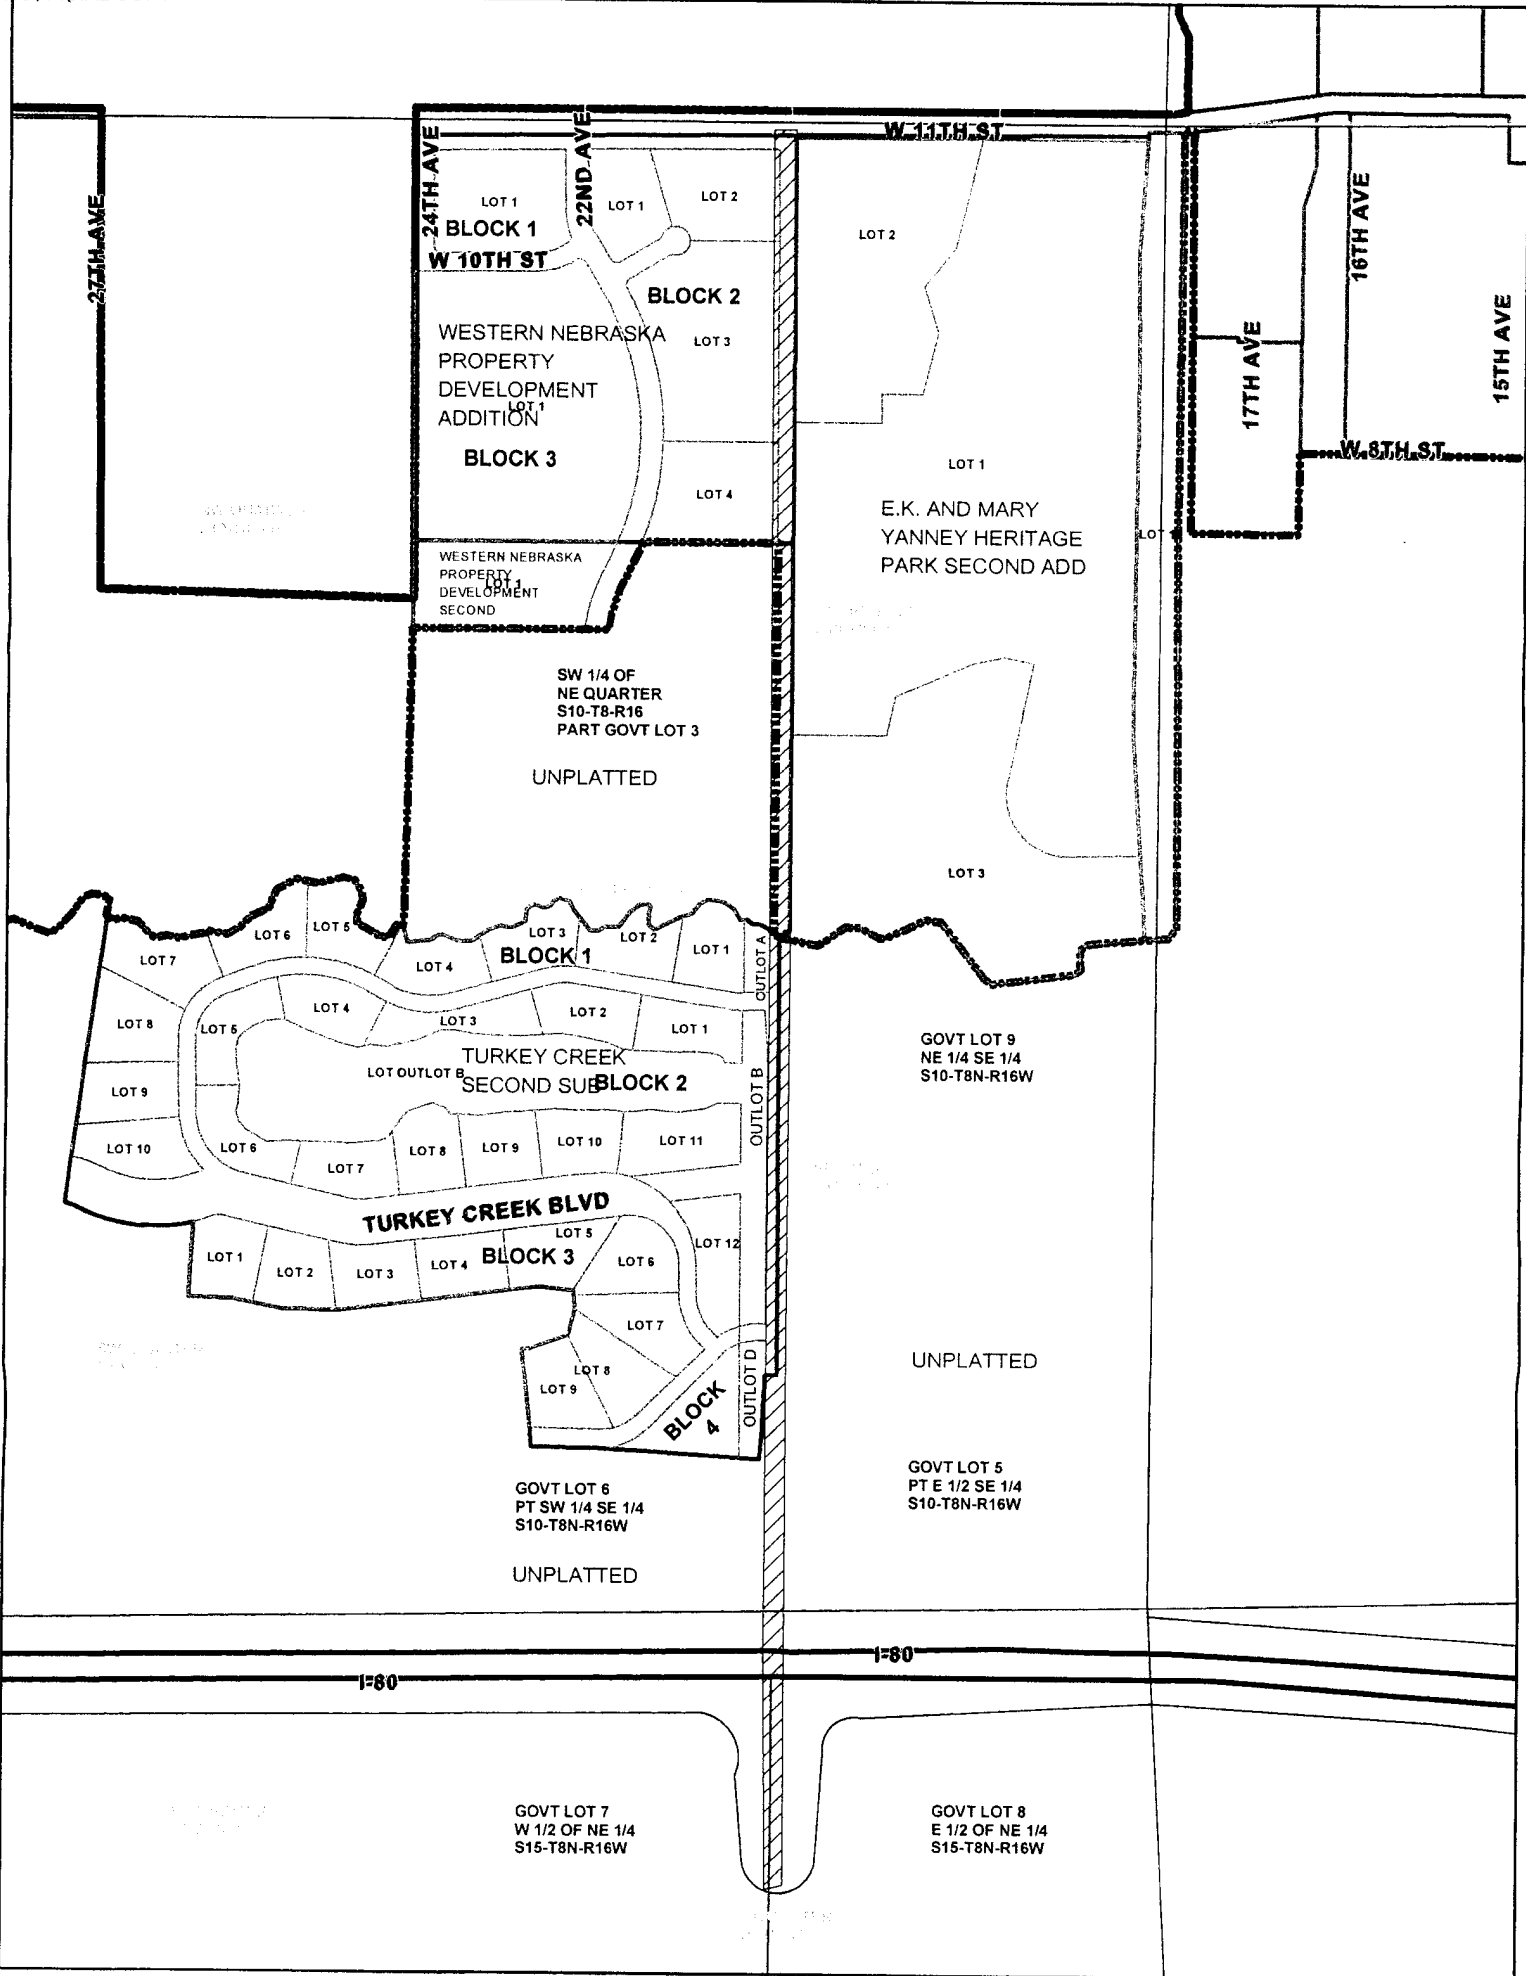 W 11TH ST
27TH AVE
24TH AVE
22ND AVE
16TH AVE
17TH AVE
15TH AVE
W 8TH ST
LOT 1
BLOCK 1
W 10TH ST
LOT 1
LOT 2
BLOCK 2
LOT 3
LOT 4
WESTERN NEBRASKA
PROPERTY
DEVELOPMENT
ADDITION
LOT 1
BLOCK 3
WESTERN NEBRASKA
PROPERTY
DEVELOPMENT
SECOND
LOT 1
LOT 2
LOT 1
E.K. AND MARY
YANNEY HERITAGE
PARK SECOND ADD
LOT
LOT 3
SW 1/4 OF
NE QUARTER
S10-T8-R16
PART GOVT LOT 3
UNPLATTED
LOT 7
LOT 6
LOT 5
LOT 4
LOT 3
BLOCK 1
LOT 2
LOT 1
OUTLOT A
LOT 8
LOT 9
LOT 10
LOT 5
LOT 4
LOT 3
LOT 2
LOT 1
LOT OUTLOT B
TURKEY CREEK
SECOND SUB
BLOCK 2
OUTLOT B
LOT 6
LOT 7
LOT 8
LOT 9
LOT 10
LOT 11
LOT 12
TURKEY CREEK BLVD
LOT 1
LOT 2
LOT 3
LOT 4
BLOCK 3
LOT 5
LOT 6
LOT 7
LOT 8
LOT 9
BLOCK
4
OUTLOT D
GOVT LOT 9
NE 1/4 SE 1/4
S10-T8N-R16W
UNPLATTED
GOVT LOT 5
PT E 1/2 SE 1/4
S10-T8N-R16W
GOVT LOT 6
PT SW 1/4 SE 1/4
S10-T8N-R16W
UNPLATTED
I-80
I-80
GOVT LOT 7
W 1/2 OF NE 1/4
S15-T8N-R16W
GOVT LOT 8
E 1/2 OF NE 1/4
S15-T8N-R16W